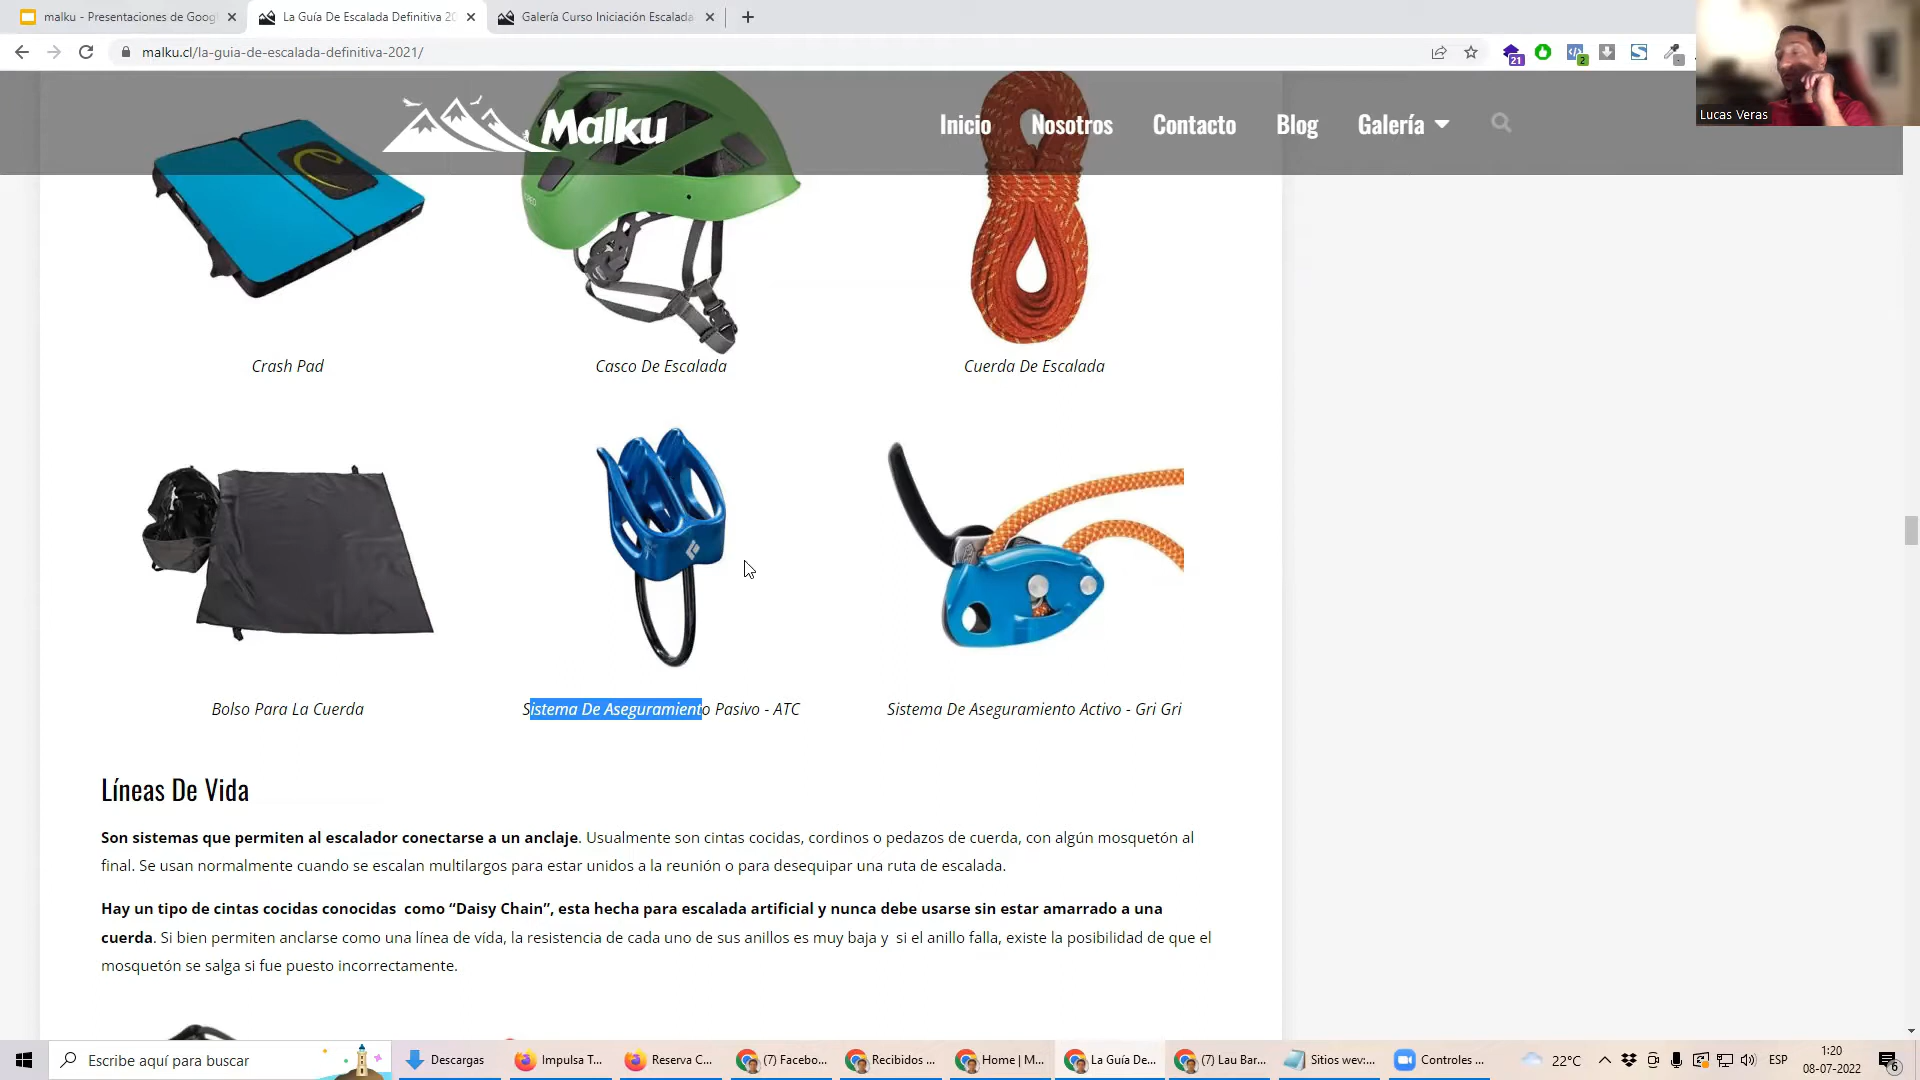 malku - Presentaciones de Goog
La Guía De Escalada Definitiva 20
Galería Curso Iniciación Escalada
malku.cl/la-guia-de-escalada-definitiva-2021/
21
2
Lucas Veras
Malku
Inicio
Nosotros
Contacto
Blog
Galería
BOREO
Crash Pad
Casco De Escalada
Cuerda De Escalada
Bolso Para La Cuerda
Sistema De Aseguramiento Pasivo - ATC
Sistema De Aseguramiento Activo - Gri Gri
Líneas De Vida
Son sistemas que permiten al escalador conectarse a un anclaje. Usualmente son cintas cocidas, cordinos o pedazos de cuerda, con algún mosquetón al
final. Se usan normalmente cuando se escalan multilargos para estar unidos a la reunión o para desequipar una ruta de escalada.
Hay un tipo de cintas cocidas conocidas como “Daisy Chain”, esta hecha para escalada artificial y nunca debe usarse sin estar amarrado a una
cuerda. Si bien permiten anclarse como una línea de vída, la resistencia de cada uno de sus anillos es muy baja y si el anillo falla, existe la posibilidad de que el
mosquetón se salga si fue puesto incorrectamente.
Escribe aquí para buscar
Descargas
Impulsa T...
Reserva C...
(7) Facebo...
Recibidos ...
Home | M...
La Guía De...
(7) Lau Bar...
Sitios wev:...
Controles ...
22°C
ESP
1:20
08-07-2022
6